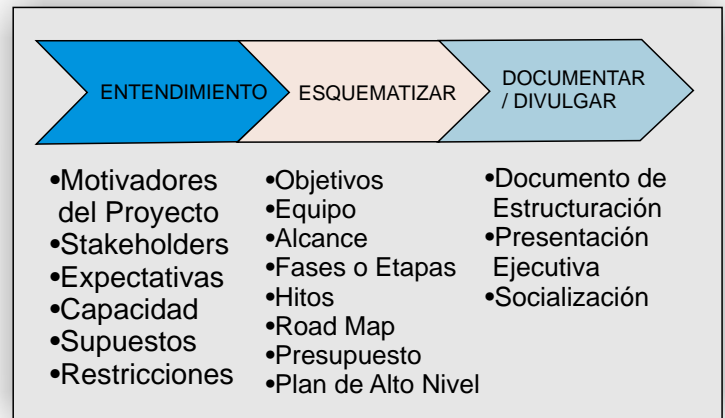 ENTENDIMIENTO
ESQUEMATIZAR
DOCUMENTAR
/ DIVULGAR
•Motivadores
del Proyecto
•Stakeholders
•Expectativas
•Capacidad
•Supuestos
•Restricciones
•Objetivos
•Equipo
•Alcance
•Fases o Etapas
•Hitos
•Road Map
•Presupuesto
•Plan de Alto Nivel
•Documento de
Estructuración
•Presentación
Ejecutiva
•Socialización